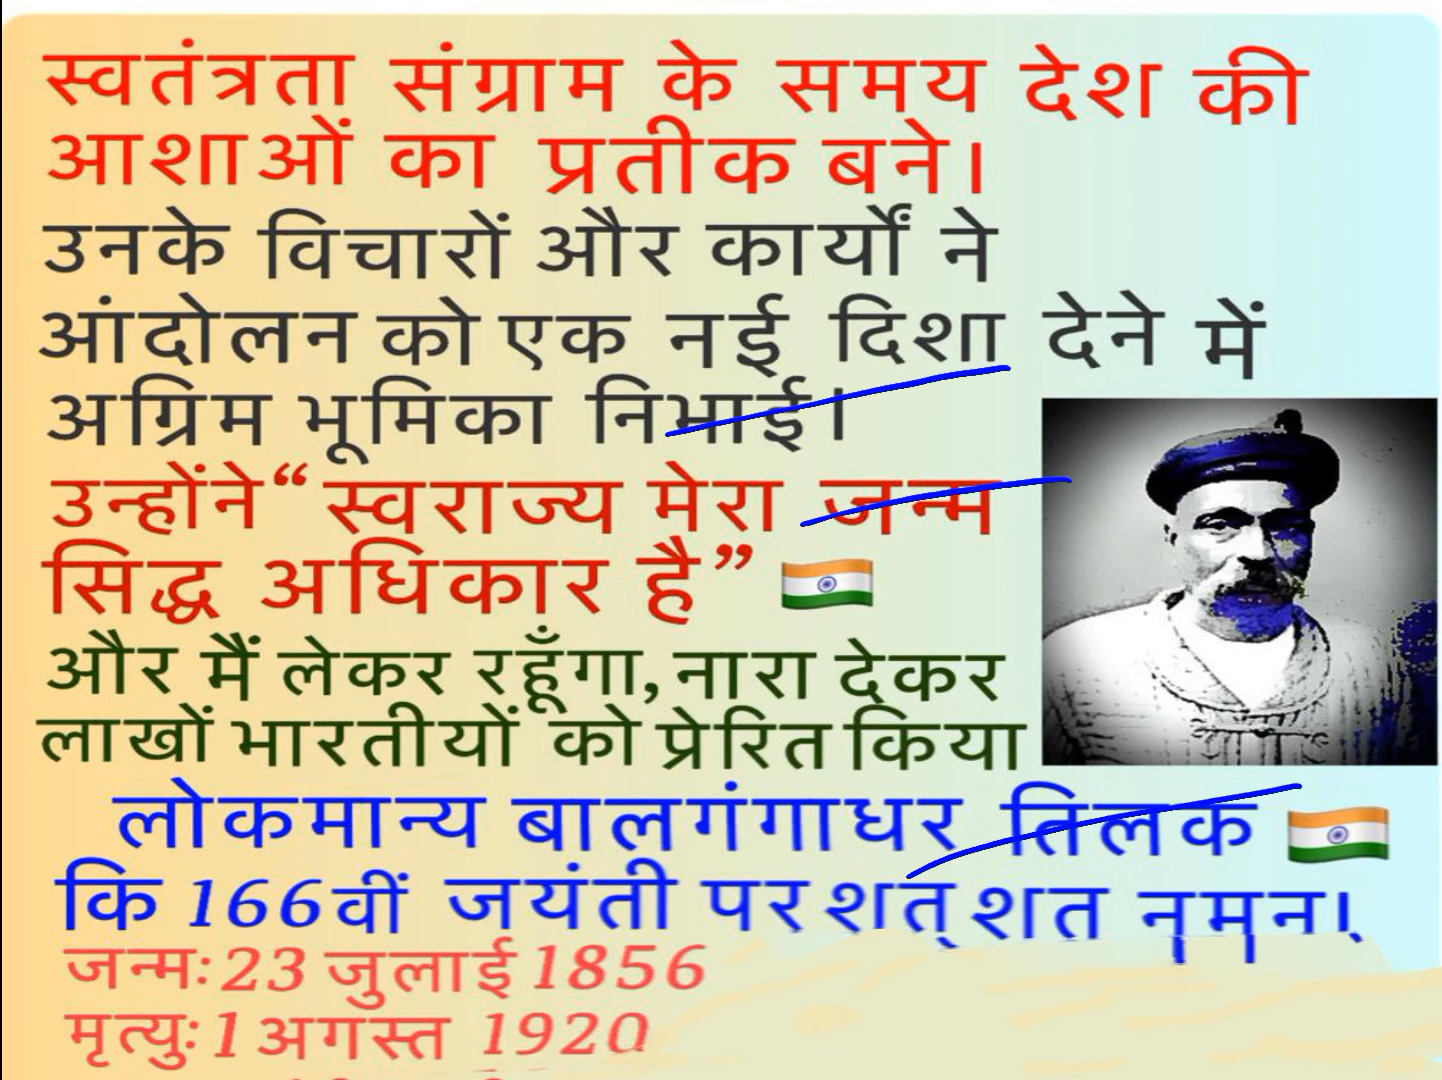 स्वतंत्रता संग्राम के समय देश की
आशाओं का प्रतीक बने।
उनके विचारों और कार्यों ने
आंदोलन को एक नई दिशा देने में
अग्रिम भूमिका निभाई।
उन्होंने “स्वराज्य मेरा जन्म
सिद्ध अधिकार है”
और मैं लेकर रहूँगा, नारा देकर
लाखों भारतीयों को प्रेरित किया
लोकमान्य बालगंगाधर तिलक
कि 166वीं जयंती पर शत् शत नमन।
जन्मः 23 जुलाई 1856
मृत्युः 1 अगस्त 1920